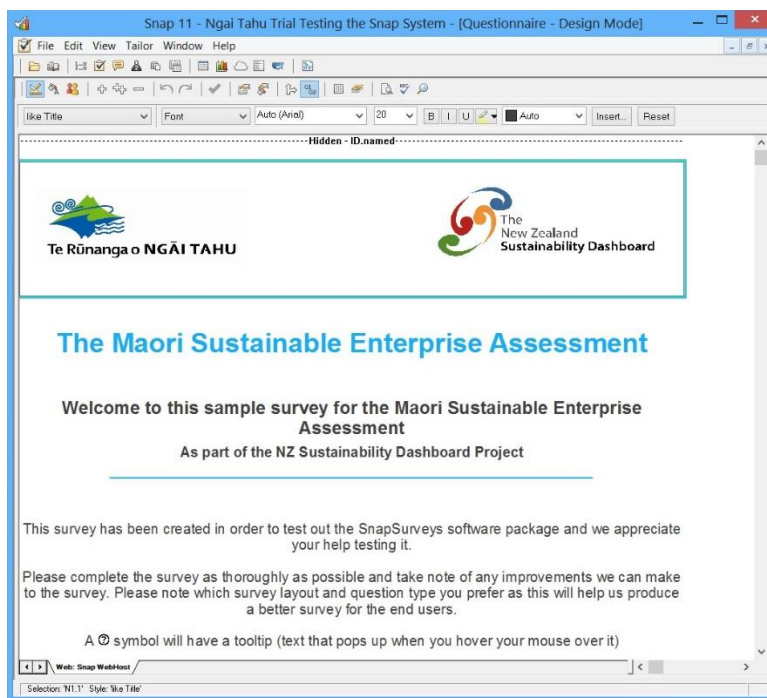 Snap 11 - Ngai Tahu Trial Testing the Snap System - [Questionnaire - Design Mode]
File Edit View Tailor Window Help
like Title Font Auto (Arial) 20 B I U Auto Insert... Reset
Hidden - ID.named
Te Rūnanga o NGĀI TAHU
The
New Zealand
Sustainability Dashboard
The Maori Sustainable Enterprise Assessment
Welcome to this sample survey for the Maori Sustainable Enterprise
Assessment
As part of the NZ Sustainability Dashboard Project
This survey has been created in order to test out the SnapSurveys software package and we appreciate
your help testing it.
Please complete the survey as thoroughly as possible and take note of any improvements we can make
to the survey. Please note which survey layout and question type you prefer as this will help us produce
a better survey for the end users.
A ? symbol will have a tooltip (text that pops up when you hover your mouse over it)
Web: Snap WebHost
Selection: 'N1.1' Style: 'like Title'